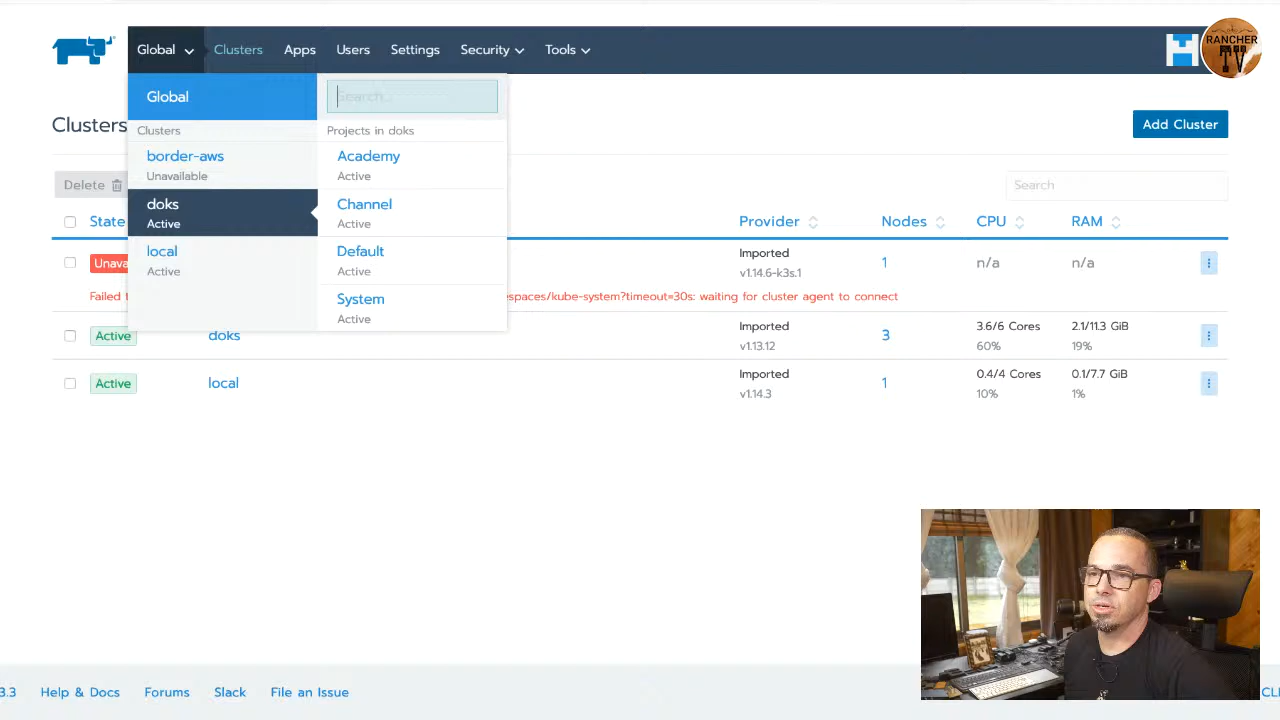 Global
Clusters
Apps
Users
Settings
Security
Tools
RANCHER
TV
Global
Search...
Clusters
Add Cluster
Clusters
Projects in doks
border-aws
Unavailable
Academy
Active
Delete
Search
doks
Active
Channel
Active
State
Provider
Nodes
CPU
RAM
local
Active
Default
Active
Imported
v1.14.6-k3s.1
1
n/a
n/a
System
Active
espaces/kube-system?timeout=30s: waiting for cluster agent to connect
Failed
Active
doks
Imported
v1.13.12
3
3.6/6 Cores
60%
2.1/11.3 GiB
19%
Active
local
Imported
v1.14.3
1
0.4/4 Cores
10%
0.1/7.7 GiB
1%
3.3
Help & Docs
Forums
Slack
File an Issue